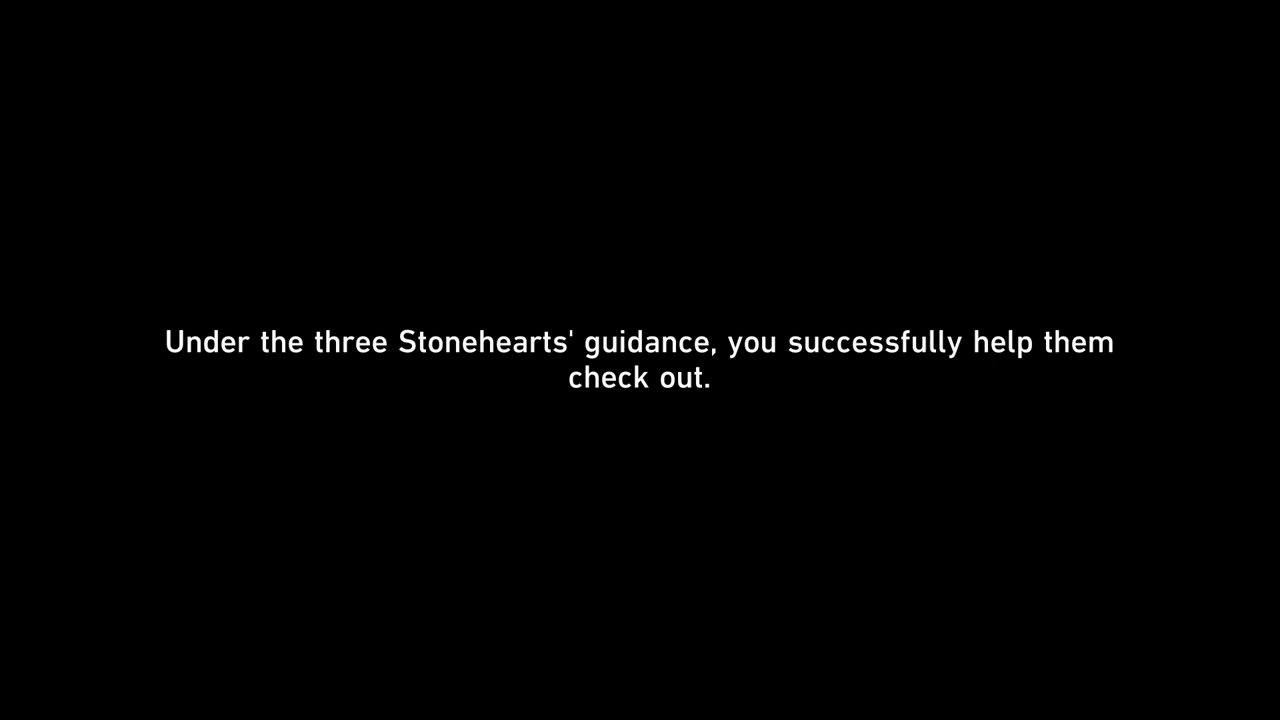 Under the three Stonehearts' guidance, you successfully help them
check out.